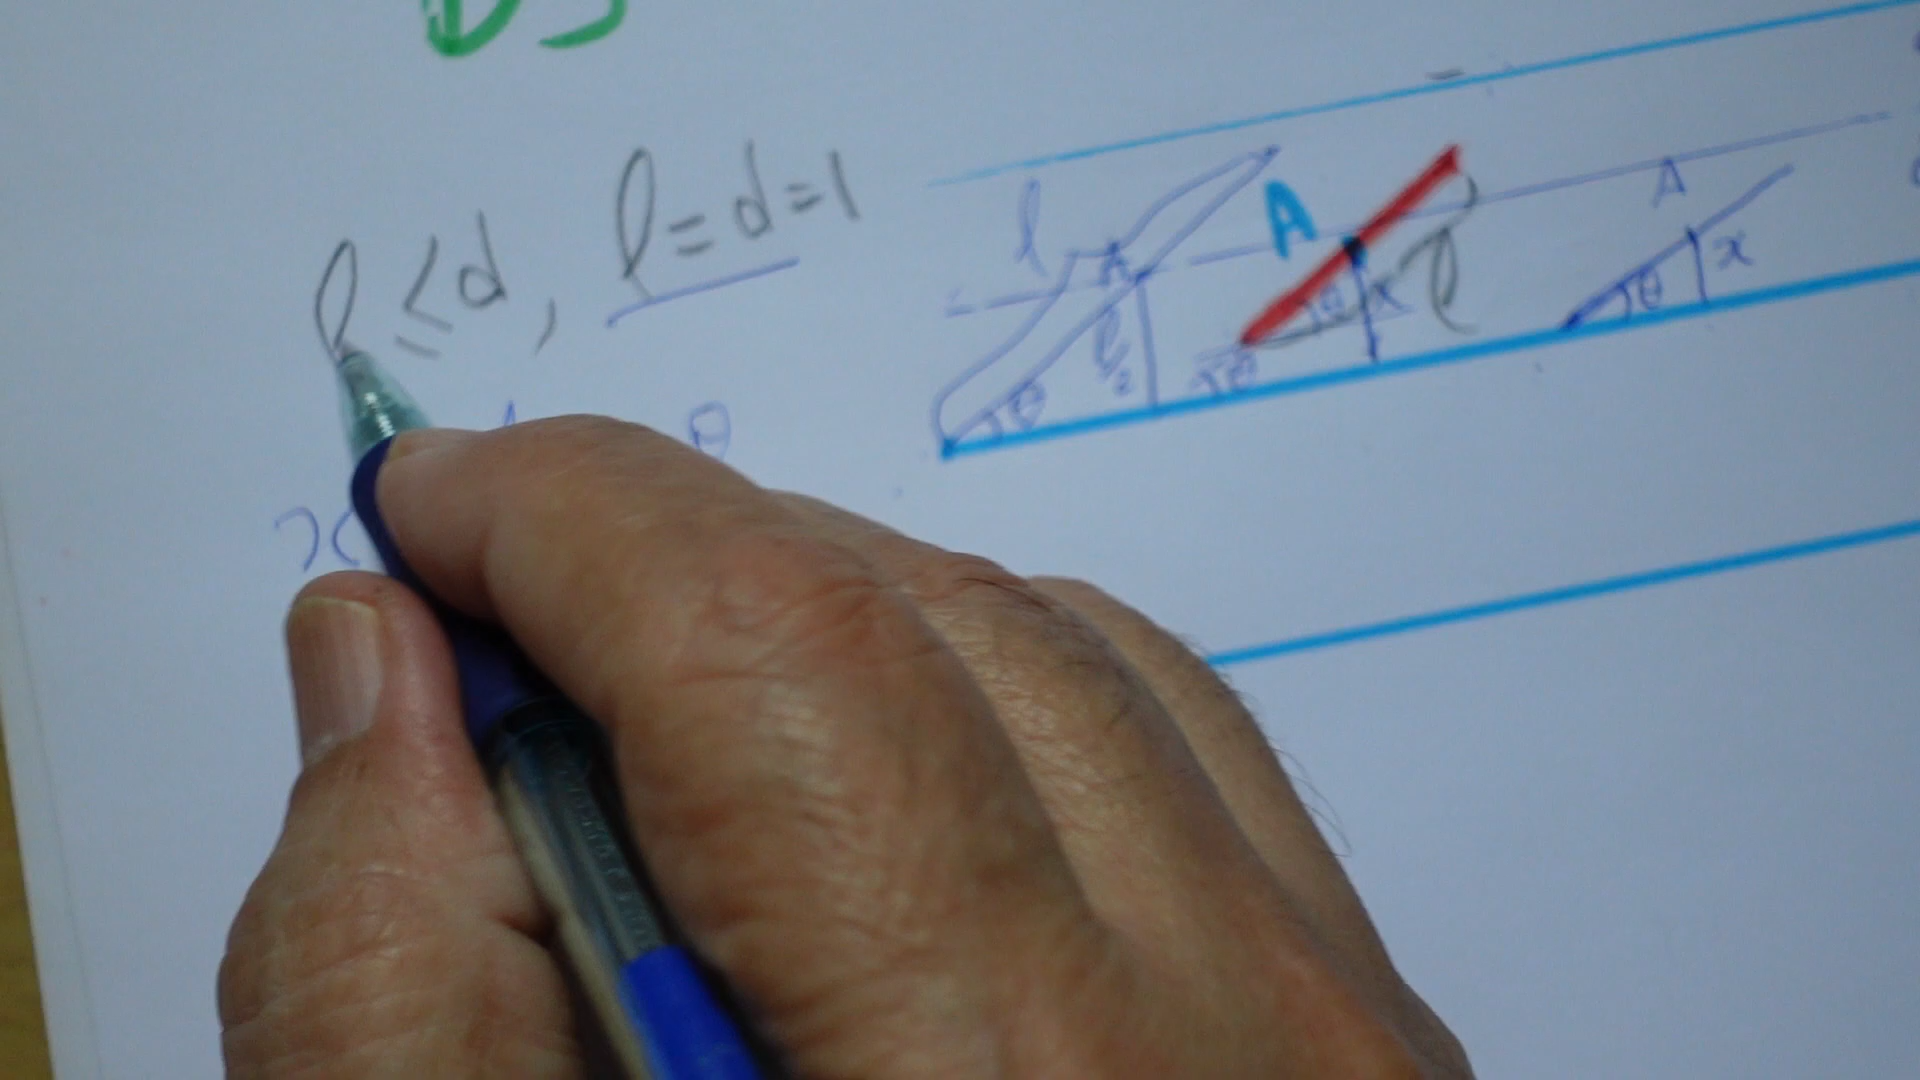 l ≤ d, l = d = 1
l A A A
θ l/2 θ x l θ x
θ
θ
x